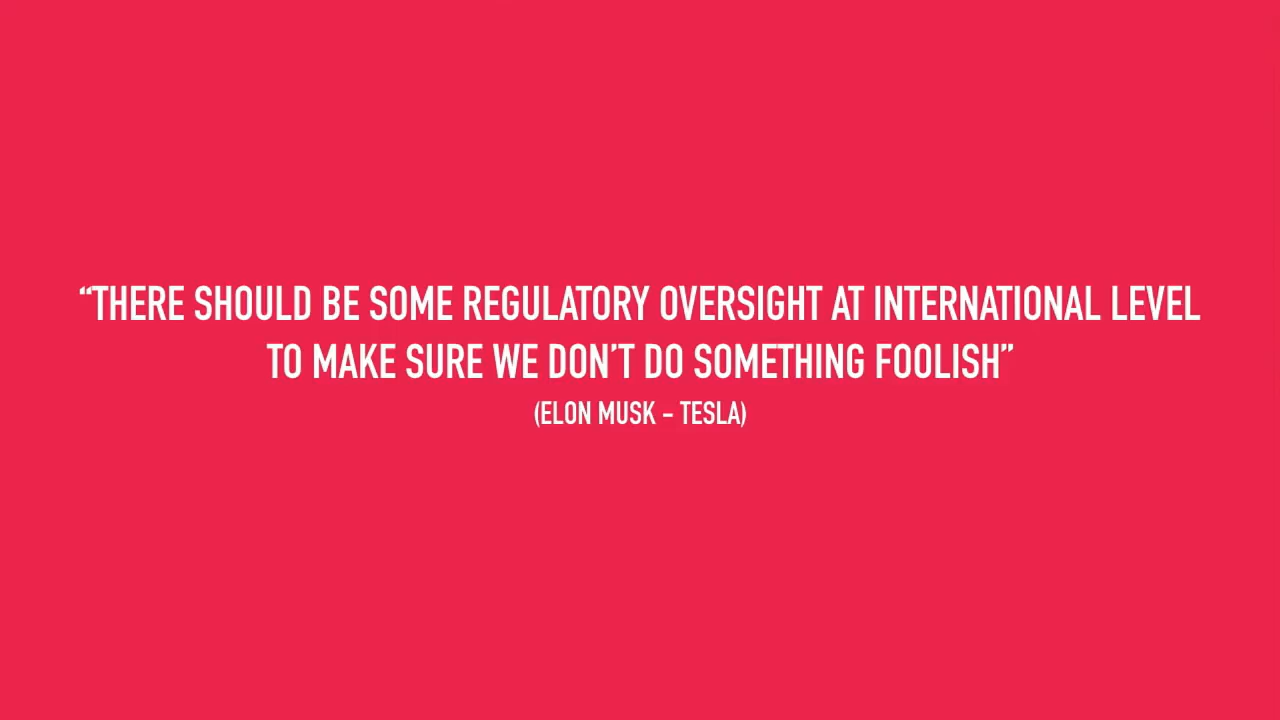 “THERE SHOULD BE SOME REGULATORY OVERSIGHT AT INTERNATIONAL LEVEL
TO MAKE SURE WE DON’T DO SOMETHING FOOLISH”
(ELON MUSK – TESLA)